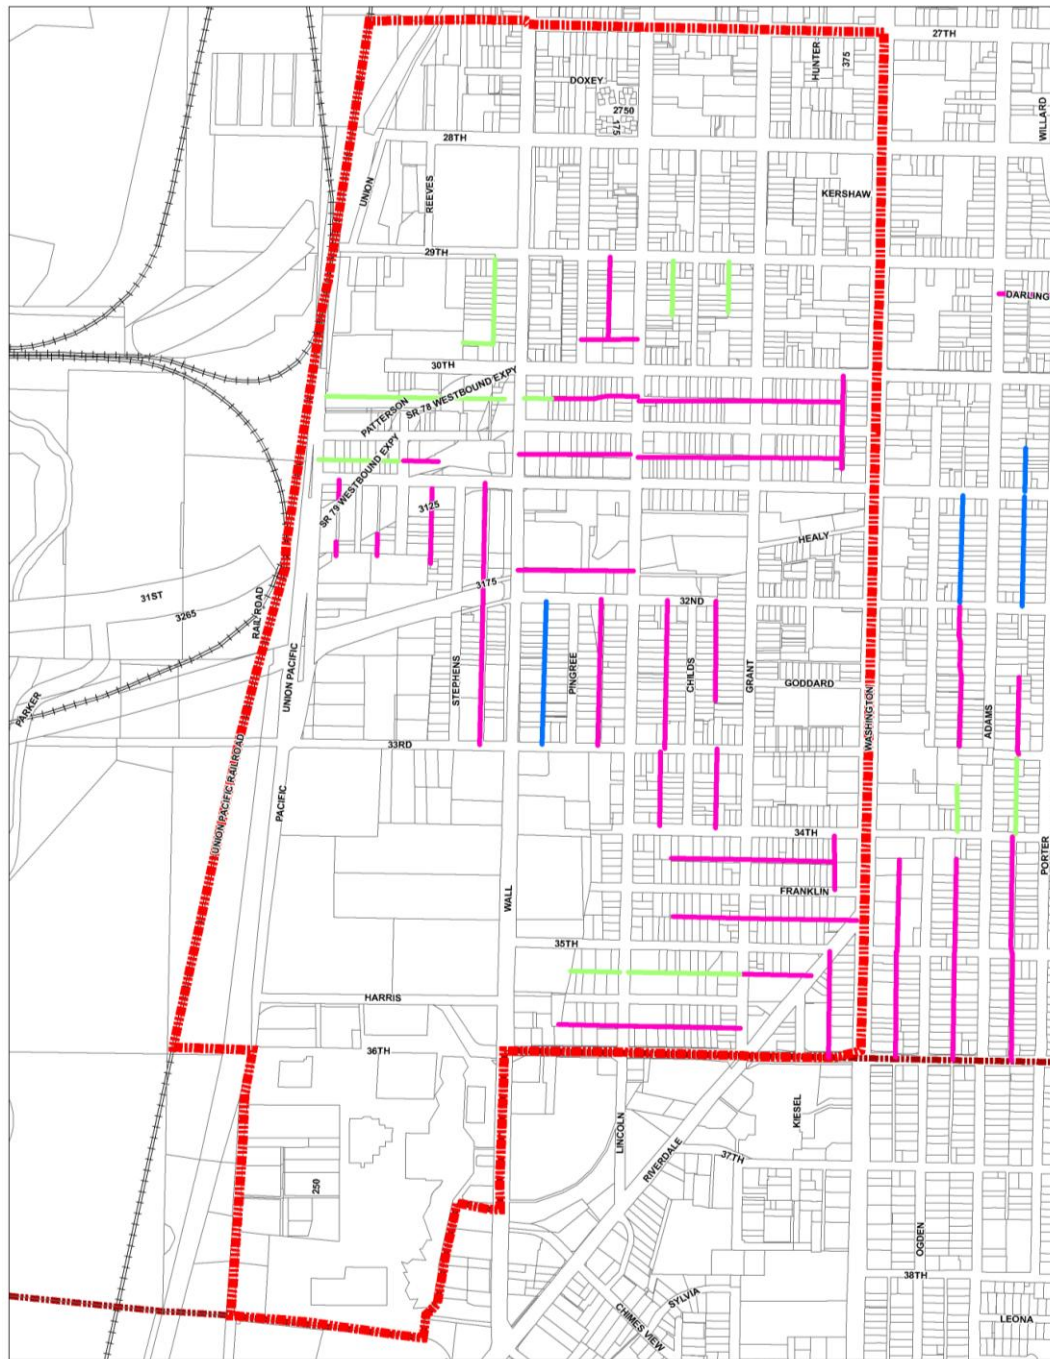 27TH
HUNTER
375
DOXEY
2750
175
WILLARD
28TH
UNION
REEVES
KERSHAW
29TH
DARLING
30TH
SR 78 WESTBOUND EXPY
PATTERSON
SR 79 WESTBOUND EXPY
3125
HEALY
3175
31ST
3265
RAILROAD
32ND
UNION PACIFIC
STEPHENS
PINGREE
CHILDS
GRANT
GODDARD
PARKER
WASHINGTON
ADAMS
33RD
UNION PACIFIC RAILROAD
PACIFIC
34TH
PORTER
WALL
FRANKLIN
35TH
HARRIS
36TH
LINCOLN
RIVERDALE
KIESEL
37TH
250
OGDEN
38TH
SYLVIA
CHIMES VIEW
LEONA